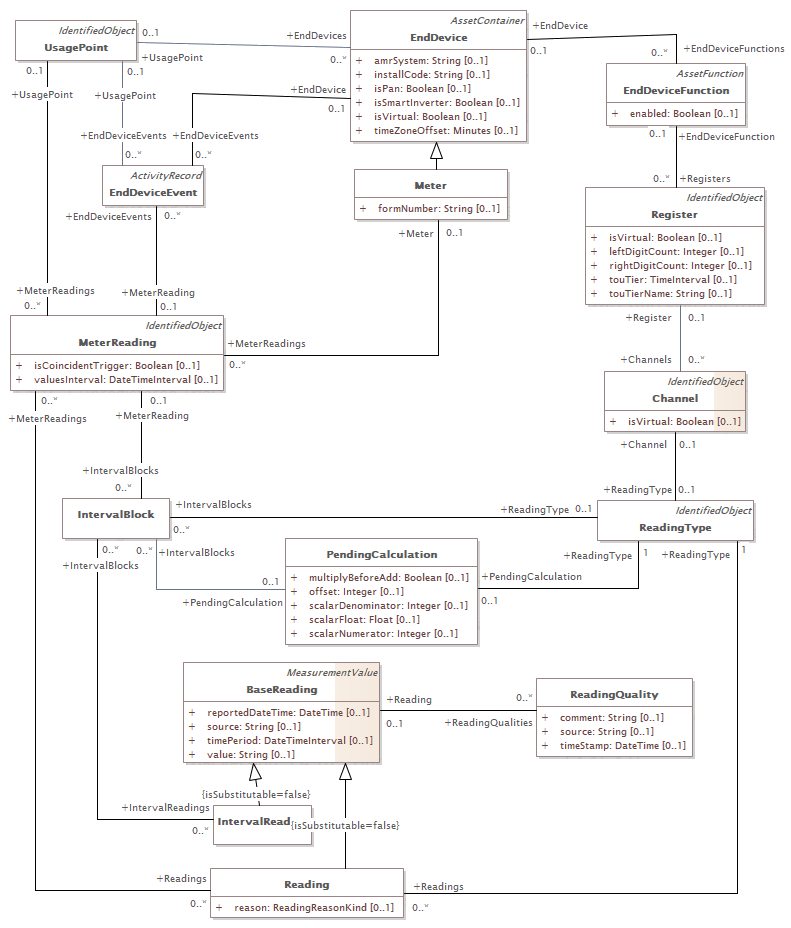 IdentifiedObject
UsagePoint
0..1
+EndDevices
+UsagePoint
0..*
AssetContainer
EndDevice
+ amrSystem: String [0..1]
+ installCode: String [0..1]
+ isPan: Boolean [0..1]
+ isSmartInverter: Boolean [0..1]
+ isVirtual: Boolean [0..1]
+ timeZoneOffset: Minutes [0..1]
+EndDevice
0..1
0..*
+EndDeviceFunctions
AssetFunction
EndDeviceFunction
+ enabled: Boolean [0..1]
0..1
+UsagePoint
0..1
+UsagePoint
+EndDevice
0..1
+EndDeviceEvents
0..*
+EndDeviceEvents
0..*
ActivityRecord
EndDeviceEvent
+EndDeviceEvents
0..*
Meter
+ formNumber: String [0..1]
+Meter
0..1
0..1
+EndDeviceFunction
0..*
+Registers
IdentifiedObject
Register
+ isVirtual: Boolean [0..1]
+ leftDigitCount: Integer [0..1]
+ rightDigitCount: Integer [0..1]
+ touTier: TimeInterval [0..1]
+ touTierName: String [0..1]
+Register
0..1
+MeterReadings
0..*
+MeterReading
0..1
IdentifiedObject
MeterReading
+ isCoincidentTrigger: Boolean [0..1]
+ valuesInterval: DateTimeInterval [0..1]
+MeterReadings
0..*
+Channels
0..*
IdentifiedObject
Channel
+ isVirtual: Boolean [0..1]
0..*
+MeterReadings
0..1
+MeterReading
+Channel
0..1
+IntervalBlocks
0..*
+ReadingType
0..1
IntervalBlock
+IntervalBlocks
0..*
+ReadingType
0..1
IdentifiedObject
ReadingType
0..*
+IntervalBlocks
0..*
+IntervalBlocks
0..1
+PendingCalculation
PendingCalculation
+ multiplyBeforeAdd: Boolean [0..1]
+ offset: Integer [0..1]
+ scalarDenominator: Integer [0..1]
+ scalarFloat: Float [0..1]
+ scalarNumerator: Integer [0..1]
+ReadingType
1
+ReadingType
1
+PendingCalculation
0..1
MeasurementValue
BaseReading
+ reportedDateTime: DateTime [0..1]
+ source: String [0..1]
+ timePeriod: DateTimeInterval [0..1]
+ value: String [0..1]
+Reading
0..1
0..*
+ReadingQualities
ReadingQuality
+ comment: String [0..1]
+ source: String [0..1]
+ timeStamp: DateTime [0..1]
{isSubstitutable=false}
+IntervalReadings
0..*
IntervalRead
{isSubstitutable=false}
+Readings
0..*
Reading
+ reason: ReadingReasonKind [0..1]
+Readings
0..*